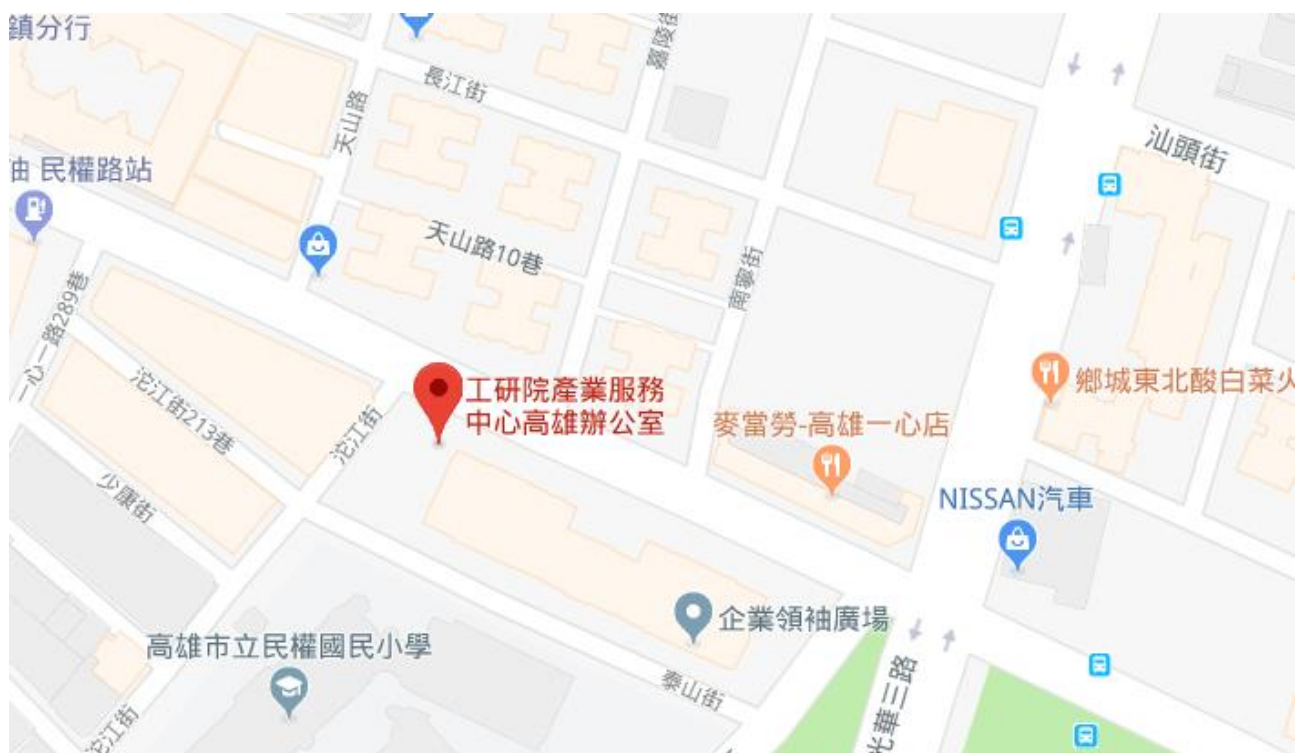 鎮分行
嘉陵街
長江街
天山路
汕頭街
油 民權路站
天山路10巷
南寧街
一心一路289巷
沱江街213巷
沱江街
工研院產業服務
中心高雄辦公室
麥當勞-高雄一心店
鄉城東北酸白菜火
少康街
NISSAN汽車
企業領袖廣場
高雄市立民權國民小學
泰山街
光華三路
沱江街